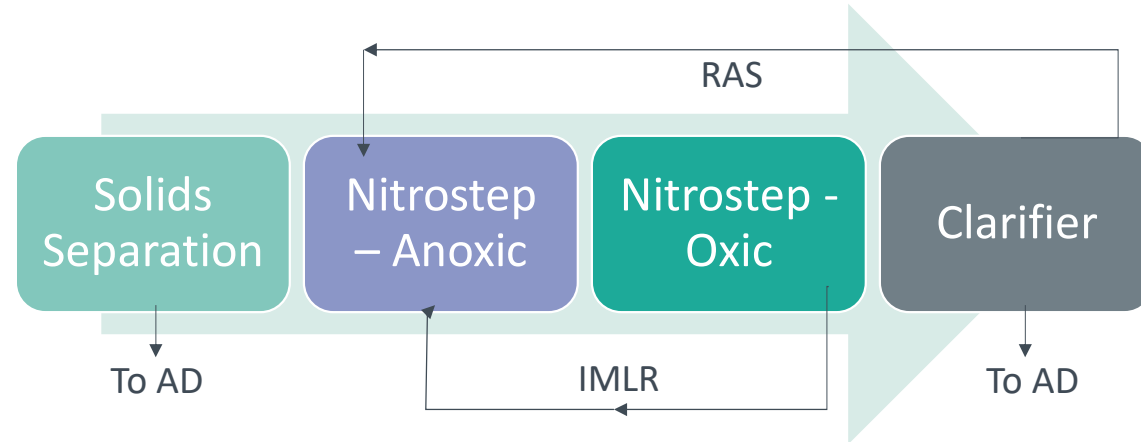 RAS
Solids
Separation
Nitrostep
– Anoxic
Nitrostep -
Oxic
Clarifier
To AD
IMLR
To AD